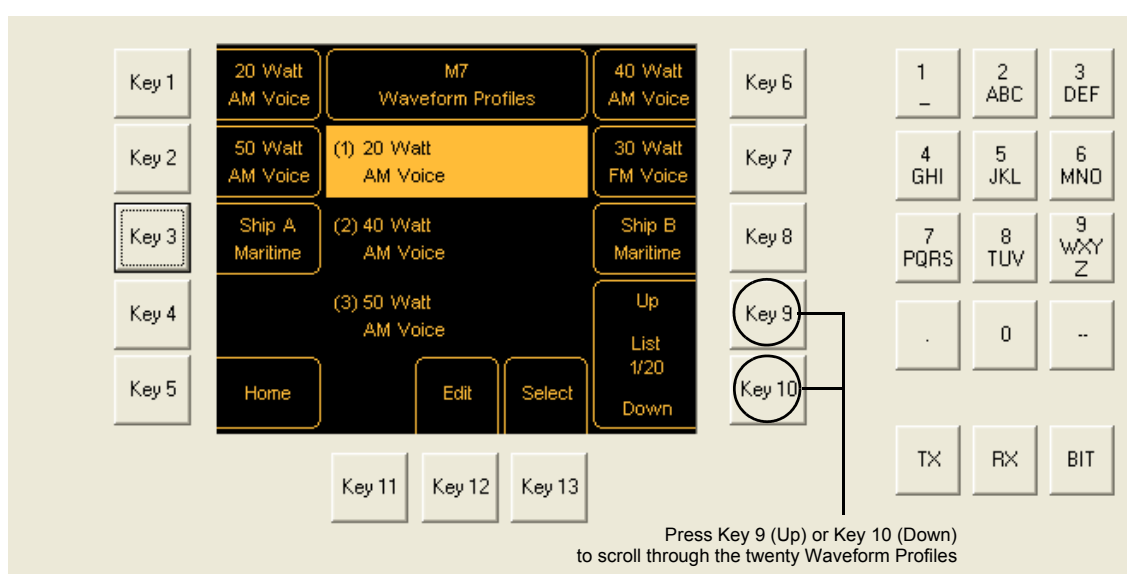 Key 1
Key 2
Key 3
Key 4
Key 5
20 Watt
AM Voice
50 Watt
AM Voice
Ship A
Maritime
Home
M7
Waveform Profiles
(1) 20 Watt
AM Voice
(2) 40 Watt
AM Voice
(3) 50 Watt
AM Voice
Edit
Select
40 Watt
AM Voice
30 Watt
FM Voice
Ship B
Maritime
Up
List
1/20
Down
Key 6
Key 7
Key 8
Key 9
Key 10
Key 11
Key 12
Key 13
1
_
2
ABC
3
DEF
4
GHI
5
JKL
6
MNO
7
PQRS
8
TUV
9
WXY
Z
.
0
--
TX
RX
BIT
Press Key 9 (Up) or Key 10 (Down)
to scroll through the twenty Waveform Profiles